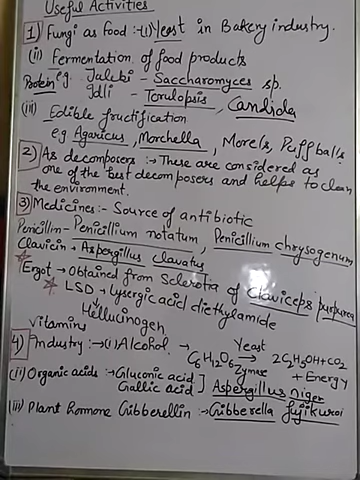 Useful Activities
1) Fungi as food :- (i) Yeast in Bakery industry.
(ii) Fermentation of food products
Protein e.g. Jalebi - Saccharomyces sp.
Idli - Torulopsis, Candida
(iii) Edible fructification
e.g Agaricus, Morchella, Morels, Puffballs
2) As decomposers :→ These are considered as
one of the best decomposers and helps to clean
the environment.
3) Medicines:- Source of antibiotic
Penicillin- Penicillium notatum, Penicillium chrysogenum
Clavicin → Aspergillus clavatus
Ergot → Obtained from Sclerotia of Claviceps purpurea
LSD → Lysergic acid diethylamide
Hellucinogen
Vitamins
4) Industry :→ (i) Alcohol → C6H12O6 Yeast → Zymase 2C2H5OH + CO2
+ Energy
(ii) Organic acids :→ Gluconic acid
Gallic acid ] Aspergillus niger
(iii) Plant Hormone Gibberellin :→ Gibberella fujikuroi